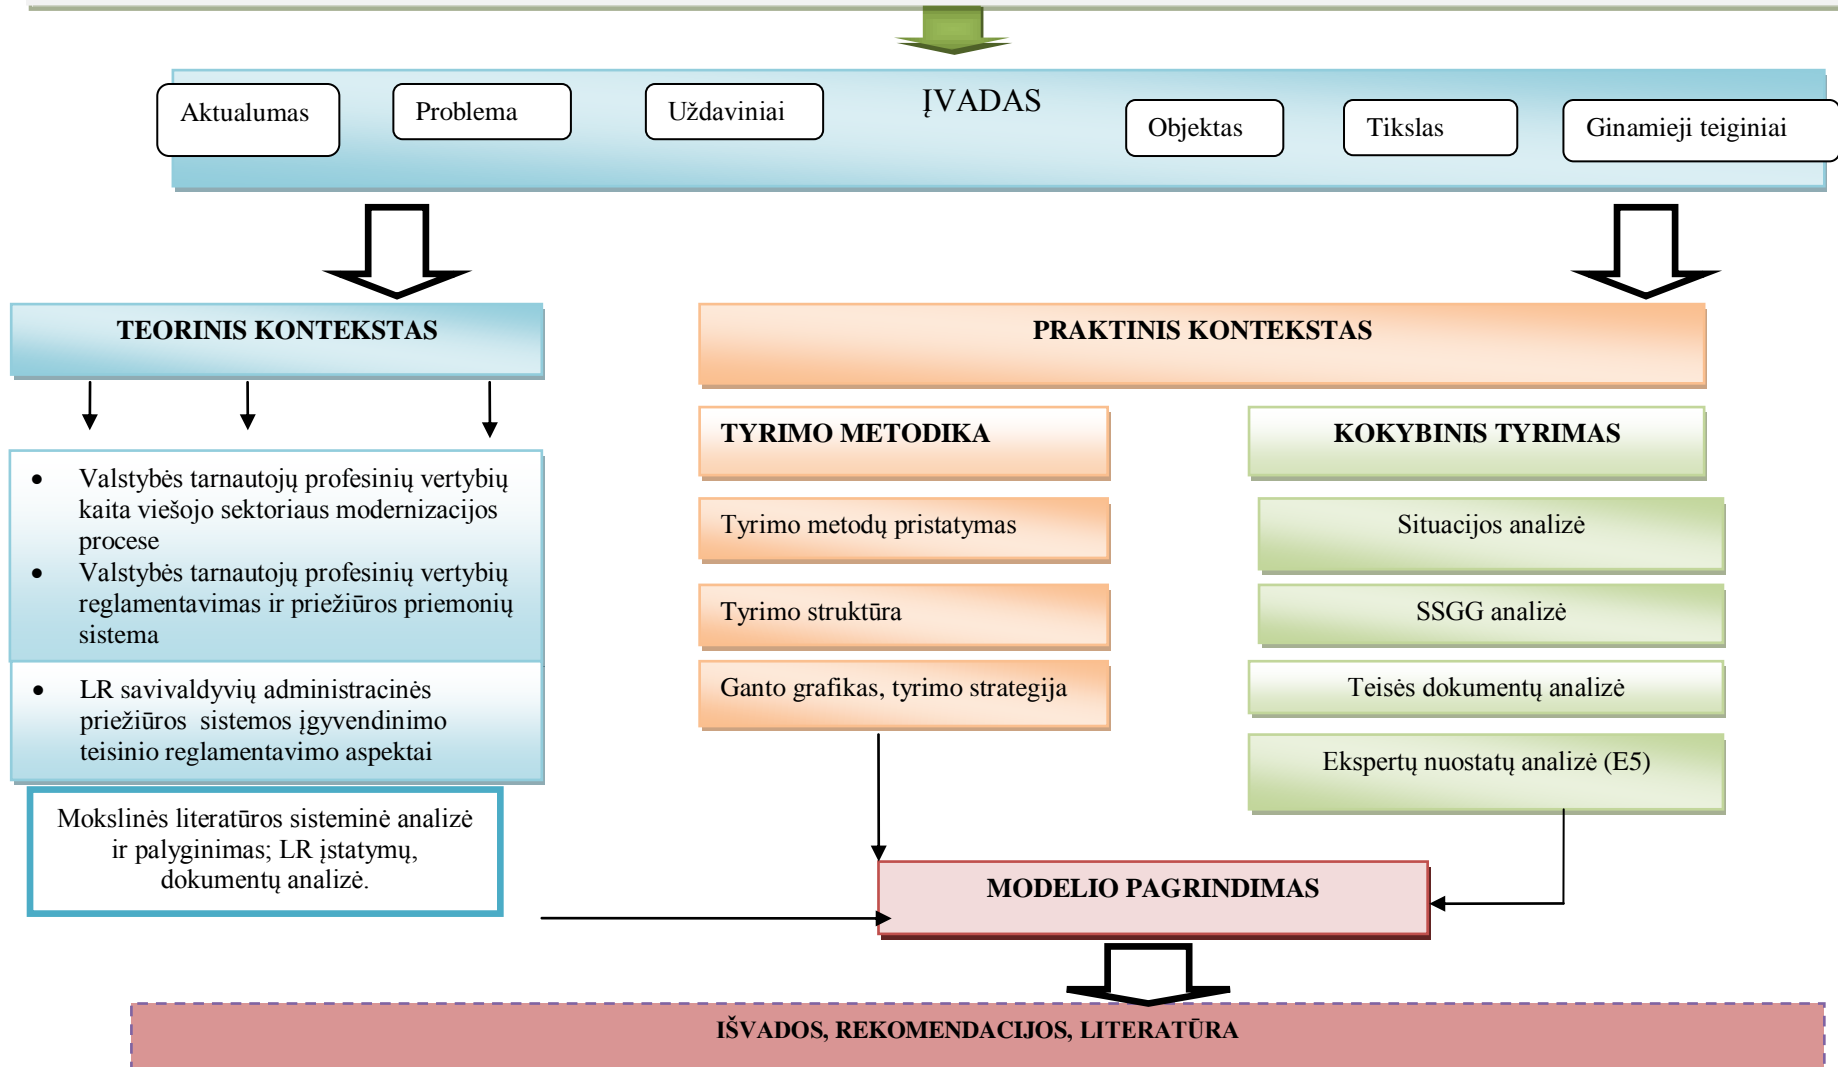 ĮVADAS
Aktualumas
Problema
Uždaviniai
Objektas
Tikslas
Ginamieji teiginiai
TEORINIS KONTEKSTAS
• Valstybės tarnautojų profesinių vertybių
kaita viešojo sektoriaus modernizacijos
procese
• Valstybės tarnautojų profesinių vertybių
reglamentavimas ir priežiūros priemonių
sistema
• LR savivaldyvių administracinės
priežiūros sistemos įgyvendinimo
teisinio reglamentavimo aspektai
Mokslinės literatūros sisteminė analizė
ir palyginimas; LR įstatymų,
dokumentų analizė.
PRAKTINIS KONTEKSTAS
TYRIMO METODIKA
Tyrimo metodų pristatymas
Tyrimo struktūra
Ganto grafikas, tyrimo strategija
KOKYBINIS TYRIMAS
Situacijos analizė
SSGG analizė
Teisės dokumentų analizė
Ekspertų nuostatų analizė (E5)
MODELIO PAGRINDIMAS
IŠVADOS, REKOMENDACIJOS, LITERATŪRA